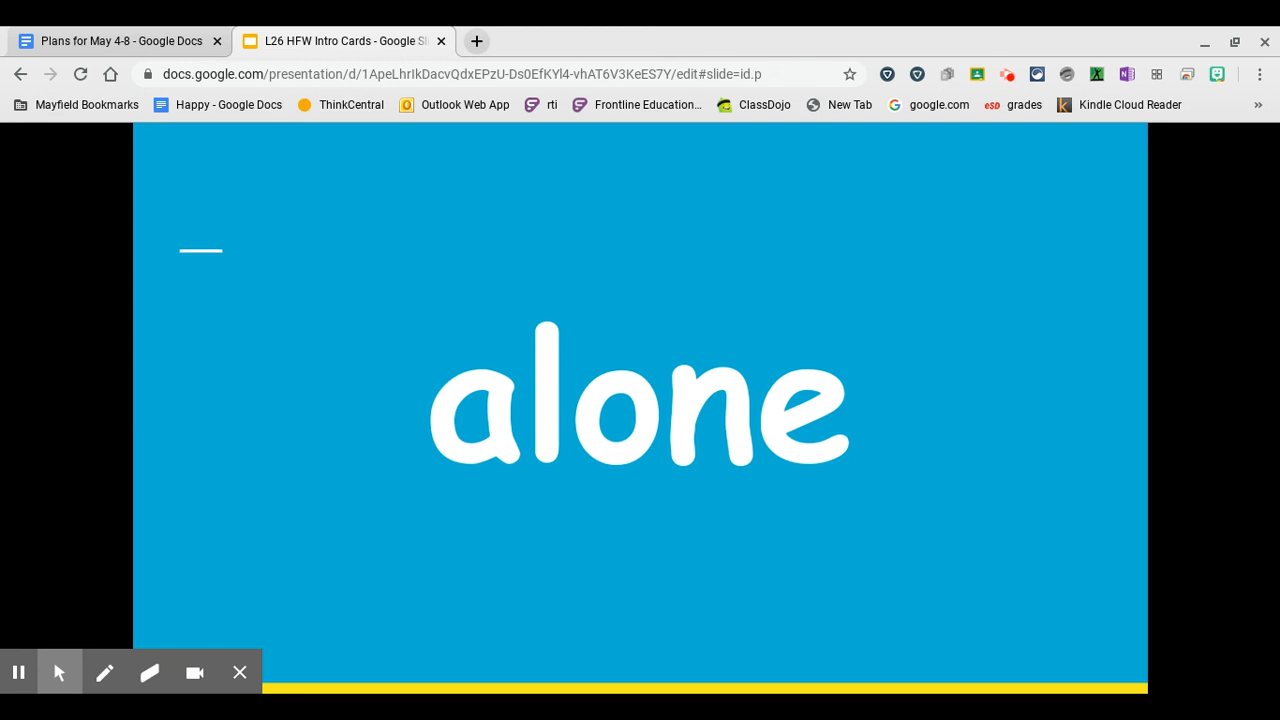 Plans for May 4-8 - Google Docs
L26 HFW Intro Cards - Google Sl
docs.google.com/presentation/d/1ApeLhrIkDacvQdxEPzU-Ds0EfKYl4-vhAT6V3KeES7Y/edit#slide=id.p
Mayfield Bookmarks Happy - Google Docs ThinkCentral Outlook Web App rti Frontline Education... ClassDojo New Tab google.com esd grades Kindle Cloud Reader »
alone